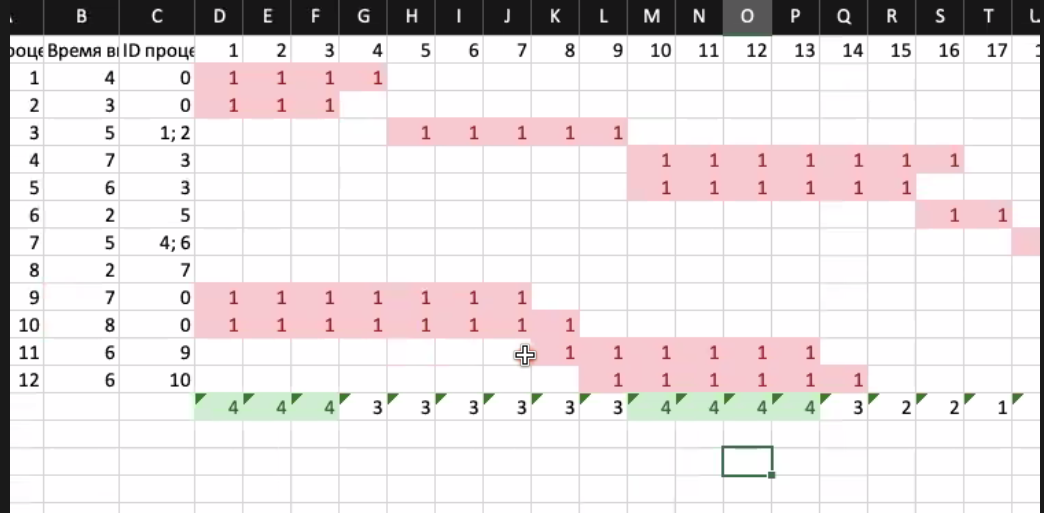 B C D E F G H I J K L M N O P Q R S T
Время ID проце 1 2 3 4 5 6 7 8 9 10 11 12 13 14 15 16 17
1 4 0 1 1 1 1
2 3 0 1 1 1
3 5 1; 2 1 1 1 1 1
4 7 3 1 1 1 1 1 1 1
5 6 3 1 1 1 1 1 1
6 2 5 1 1
7 5 4; 6
8 2 7
9 7 0 1 1 1 1 1 1 1
10 8 0 1 1 1 1 1 1 1 1
11 6 9 1 1 1 1 1 1
12 6 10 1 1 1 1 1 1
4 4 4 3 3 3 3 3 3 4 4 4 4 3 2 2 1